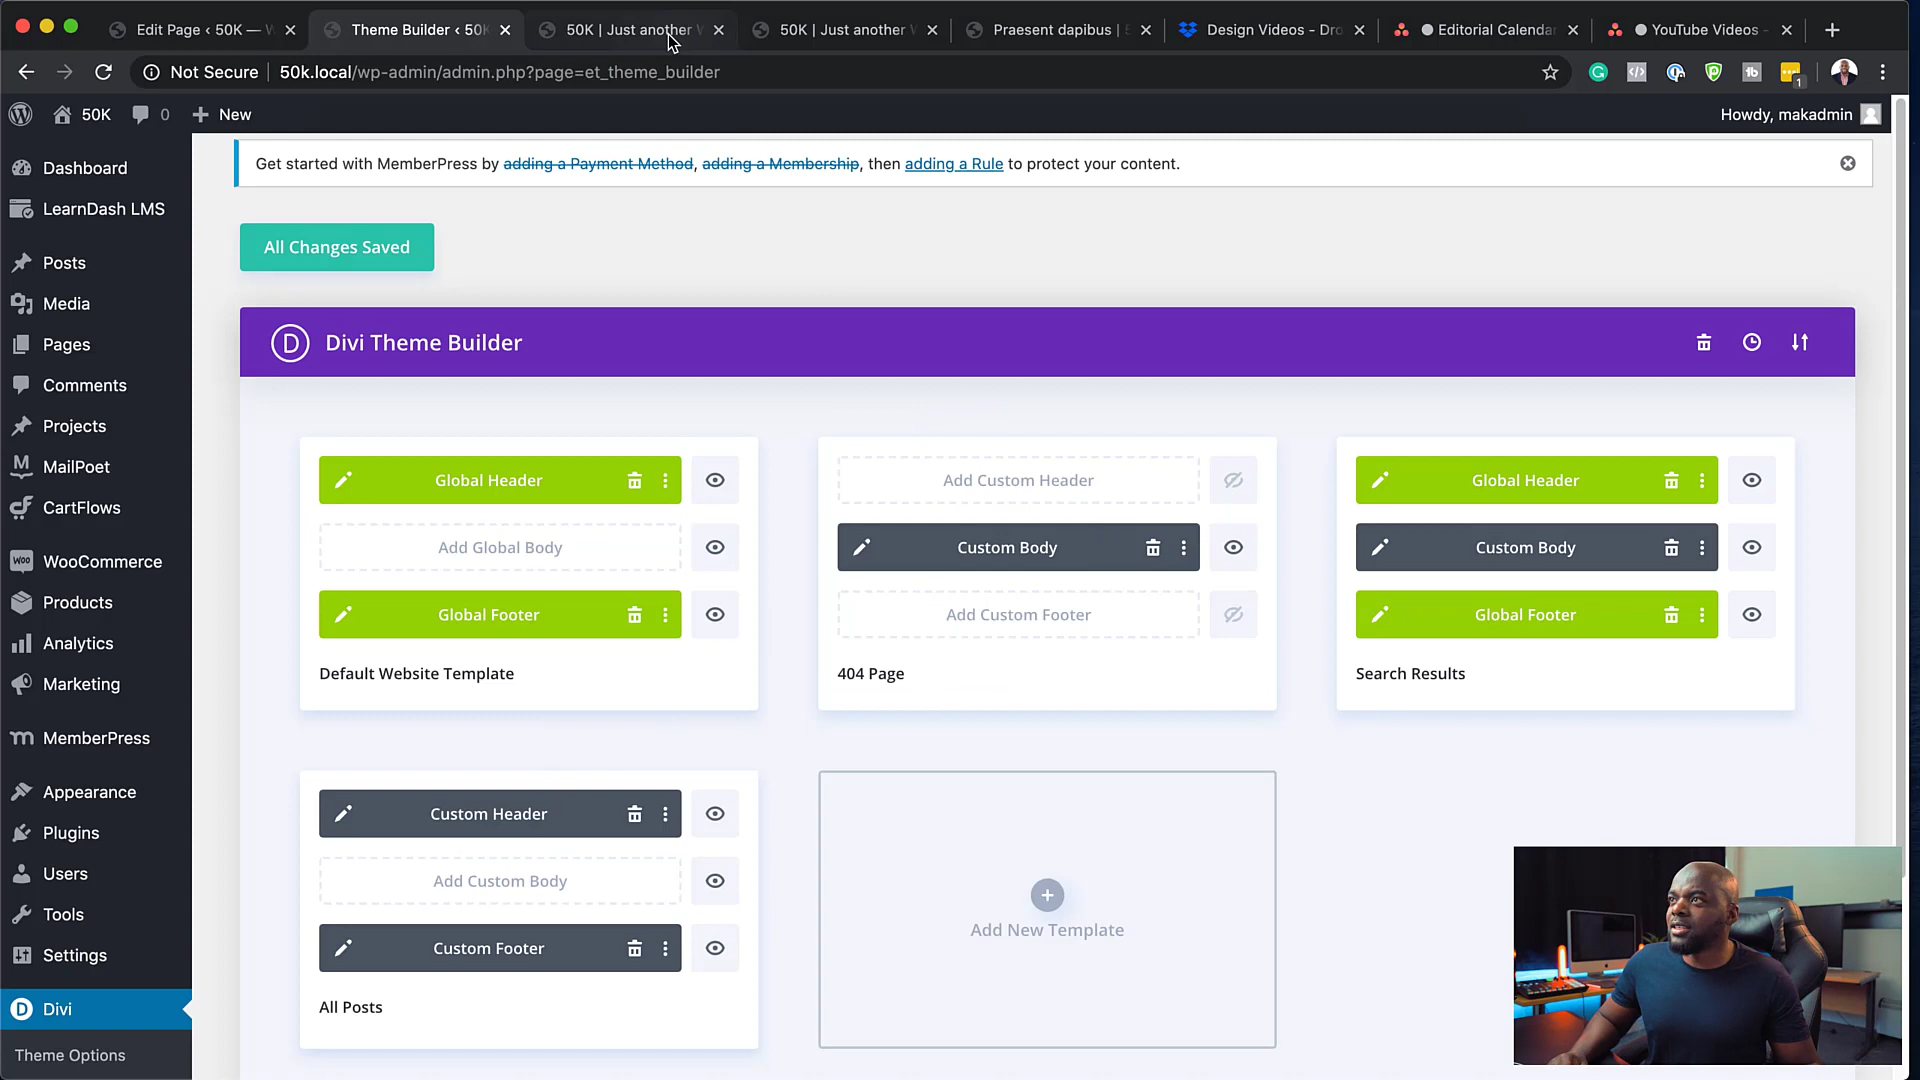 Edit Page ‹ 50K —
Theme Builder ‹ 50K
50K | Just another W
50K | Just another W
Praesent dapibus |
Design Videos - Dro
Editorial Calenda
YouTube Videos -
Not Secure
50k.local/wp-admin/admin.php?page=et_theme_builder
1
50K
0
New
Howdy, makadmin
Dashboard
LearnDash LMS
Posts
Media
Pages
Comments
Projects
MailPoet
CartFlows
WooCommerce
Products
Analytics
Marketing
MemberPress
Appearance
Plugins
Users
Tools
Settings
Divi
Theme Options
Get started with MemberPress by adding a Payment Method, adding a Membership, then adding a Rule to protect your content.
All Changes Saved
D
Divi Theme Builder
Global Header
Add Global Body
Global Footer
Default Website Template
Add Custom Header
Custom Body
Add Custom Footer
404 Page
Global Header
Custom Body
Global Footer
Search Results
Custom Header
Add Custom Body
Custom Footer
All Posts
Add New Template